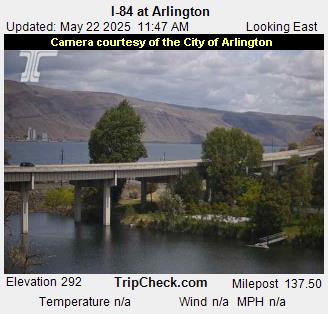 I-84 at Arlington
Updated: May 22 2025 11:47 AM Looking East
Camera courtesy of the City of Arlington
Elevation 292 TripCheck.com Milepost 137.50
Temperature n/a Wind n/a MPH n/a